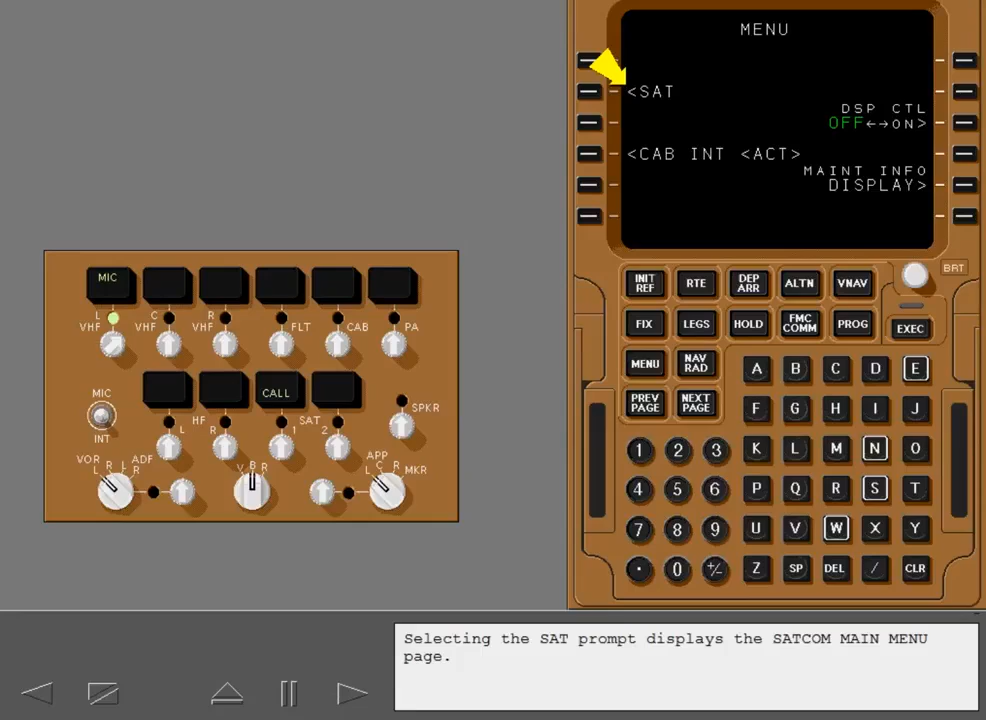 MENU
<SAT
DSP CTL
OFF←→ON>
<CAB INT <ACT>
MAINT INFO
DISPLAY>
BRT
INIT REF
RTE
DEP ARR
ALTN
VNAV
FIX
LEGS
HOLD
FMC COMM
PROG
EXEC
MENU
NAV RAD
PREV PAGE
NEXT PAGE
A B C D E
F G H I J
1 2 3 K L M N O
4 5 6 P Q R S T
7 8 9 U V W X Y
. 0 +/- Z SP DEL / CLR
MIC
L VHF
C VHF
R VHF
FLT
CAB
PA
CALL
MIC
INT
L HF R
1 SAT 2
SPKR
VOR L R
ADF L R
V B R
APP L C R
MKR
Selecting the SAT prompt displays the SATCOM MAIN MENU
page.